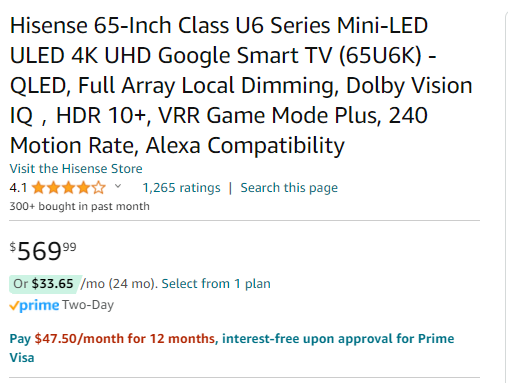 Hisense 65-Inch Class U6 Series Mini-LED
ULED 4K UHD Google Smart TV (65U6K) -
QLED, Full Array Local Dimming, Dolby Vision
IQ , HDR 10+, VRR Game Mode Plus, 240
Motion Rate, Alexa Compatibility
Visit the Hisense Store
4.1 1,265 ratings | Search this page
300+ bought in past month
$56999
Or $33.65 /mo (24 mo). Select from 1 plan
prime Two-Day
Pay $47.50/month for 12 months, interest-free upon approval for Prime
Visa